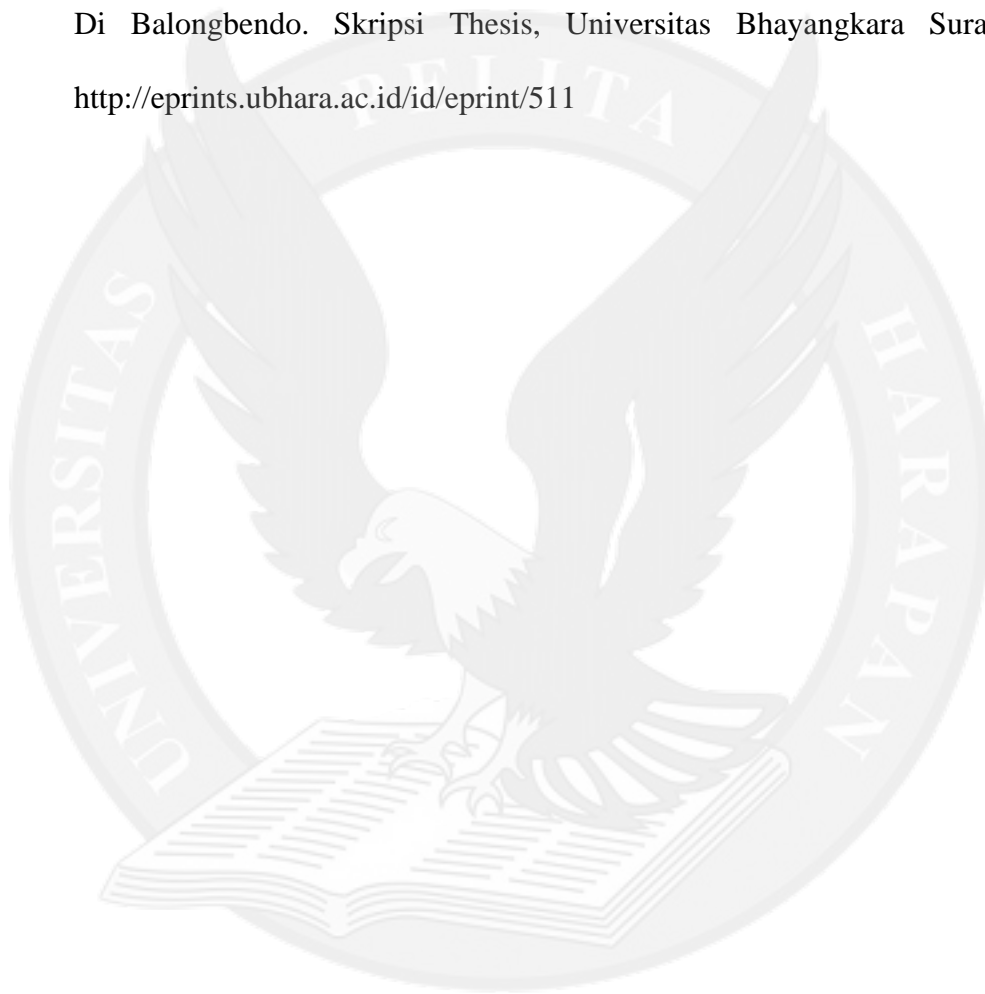 Di Balongbendo. Skripsi Thesis, Universitas Bhayangkara Sura
http://eprints.ubhara.ac.id/id/eprint/511
UNIVERSITAS PELITA HARAPAN